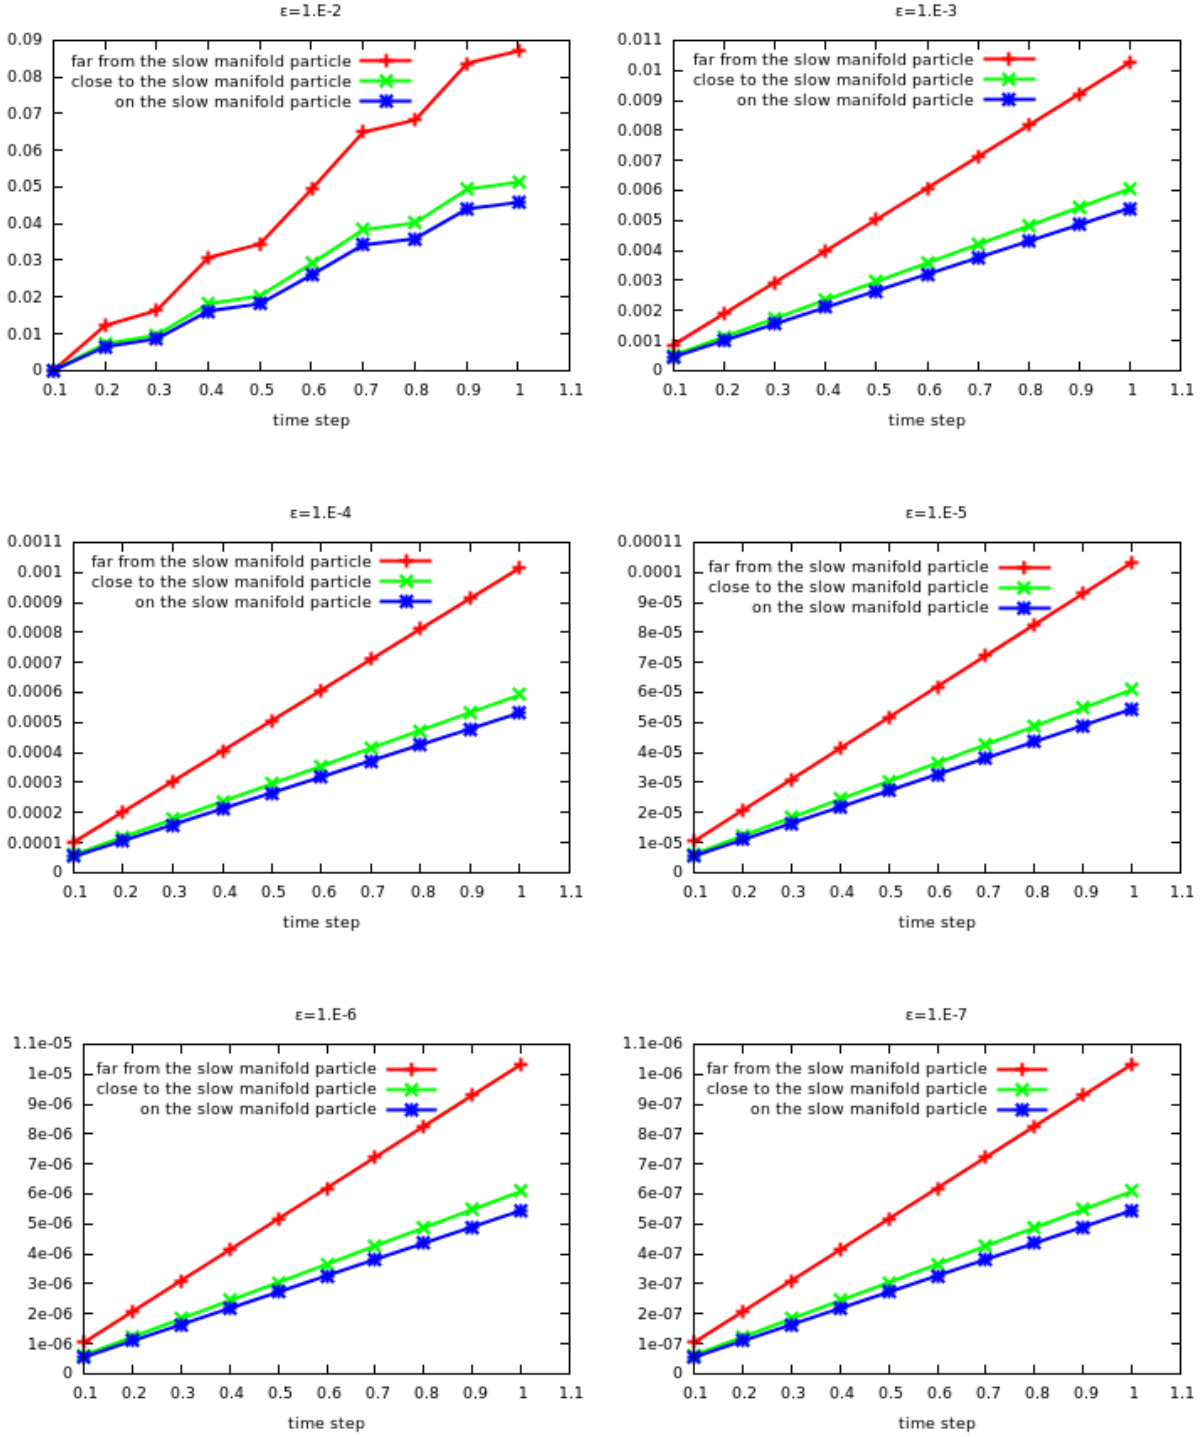 ε=1.E-2
0.09
0.08
0.07
0.06
0.05
0.04
0.03
0.02
0.01
0
far from the slow manifold particle
close to the slow manifold particle
on the slow manifold particle
0.1 0.2 0.3 0.4 0.5 0.6 0.7 0.8 0.9 1 1.1
time step
ε=1.E-3
0.011
0.01
0.009
0.008
0.007
0.006
0.005
0.004
0.003
0.002
0.001
0
far from the slow manifold particle
close to the slow manifold particle
on the slow manifold particle
0.1 0.2 0.3 0.4 0.5 0.6 0.7 0.8 0.9 1 1.1
time step
ε=1.E-4
0.0011
0.001
0.0009
0.0008
0.0007
0.0006
0.0005
0.0004
0.0003
0.0002
0.0001
0
far from the slow manifold particle
close to the slow manifold particle
on the slow manifold particle
0.1 0.2 0.3 0.4 0.5 0.6 0.7 0.8 0.9 1 1.1
time step
ε=1.E-5
0.00011
0.0001
9e-05
8e-05
7e-05
6e-05
5e-05
4e-05
3e-05
2e-05
1e-05
0
far from the slow manifold particle
close to the slow manifold particle
on the slow manifold particle
0.1 0.2 0.3 0.4 0.5 0.6 0.7 0.8 0.9 1 1.1
time step
ε=1.E-6
1.1e-05
1e-05
9e-06
8e-06
7e-06
6e-06
5e-06
4e-06
3e-06
2e-06
1e-06
0
far from the slow manifold particle
close to the slow manifold particle
on the slow manifold particle
0.1 0.2 0.3 0.4 0.5 0.6 0.7 0.8 0.9 1 1.1
time step
ε=1.E-7
1.1e-06
1e-06
9e-07
8e-07
7e-07
6e-07
5e-07
4e-07
3e-07
2e-07
1e-07
0
far from the slow manifold particle
close to the slow manifold particle
on the slow manifold particle
0.1 0.2 0.3 0.4 0.5 0.6 0.7 0.8 0.9 1 1.1
time step